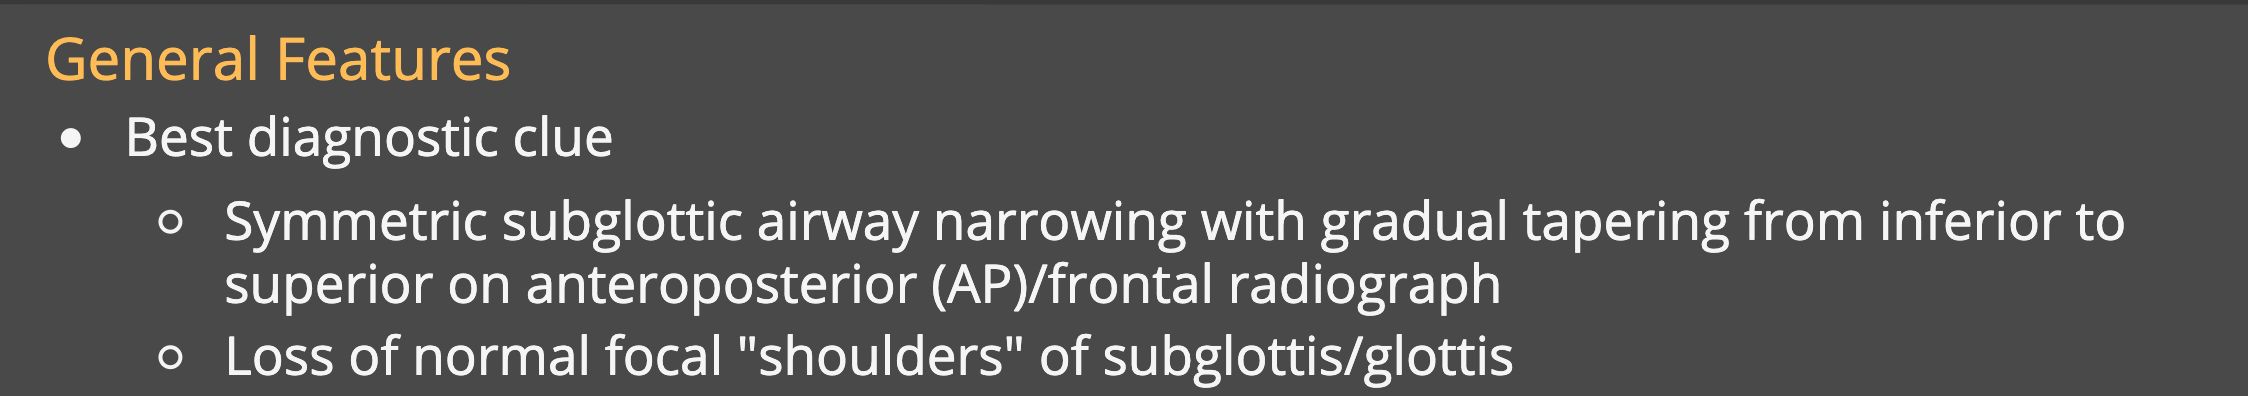 General Features
• Best diagnostic clue
○ Symmetric subglottic airway narrowing with gradual tapering from inferior to
superior on anteroposterior (AP)/frontal radiograph
○ Loss of normal focal "shoulders" of subglottis/glottis